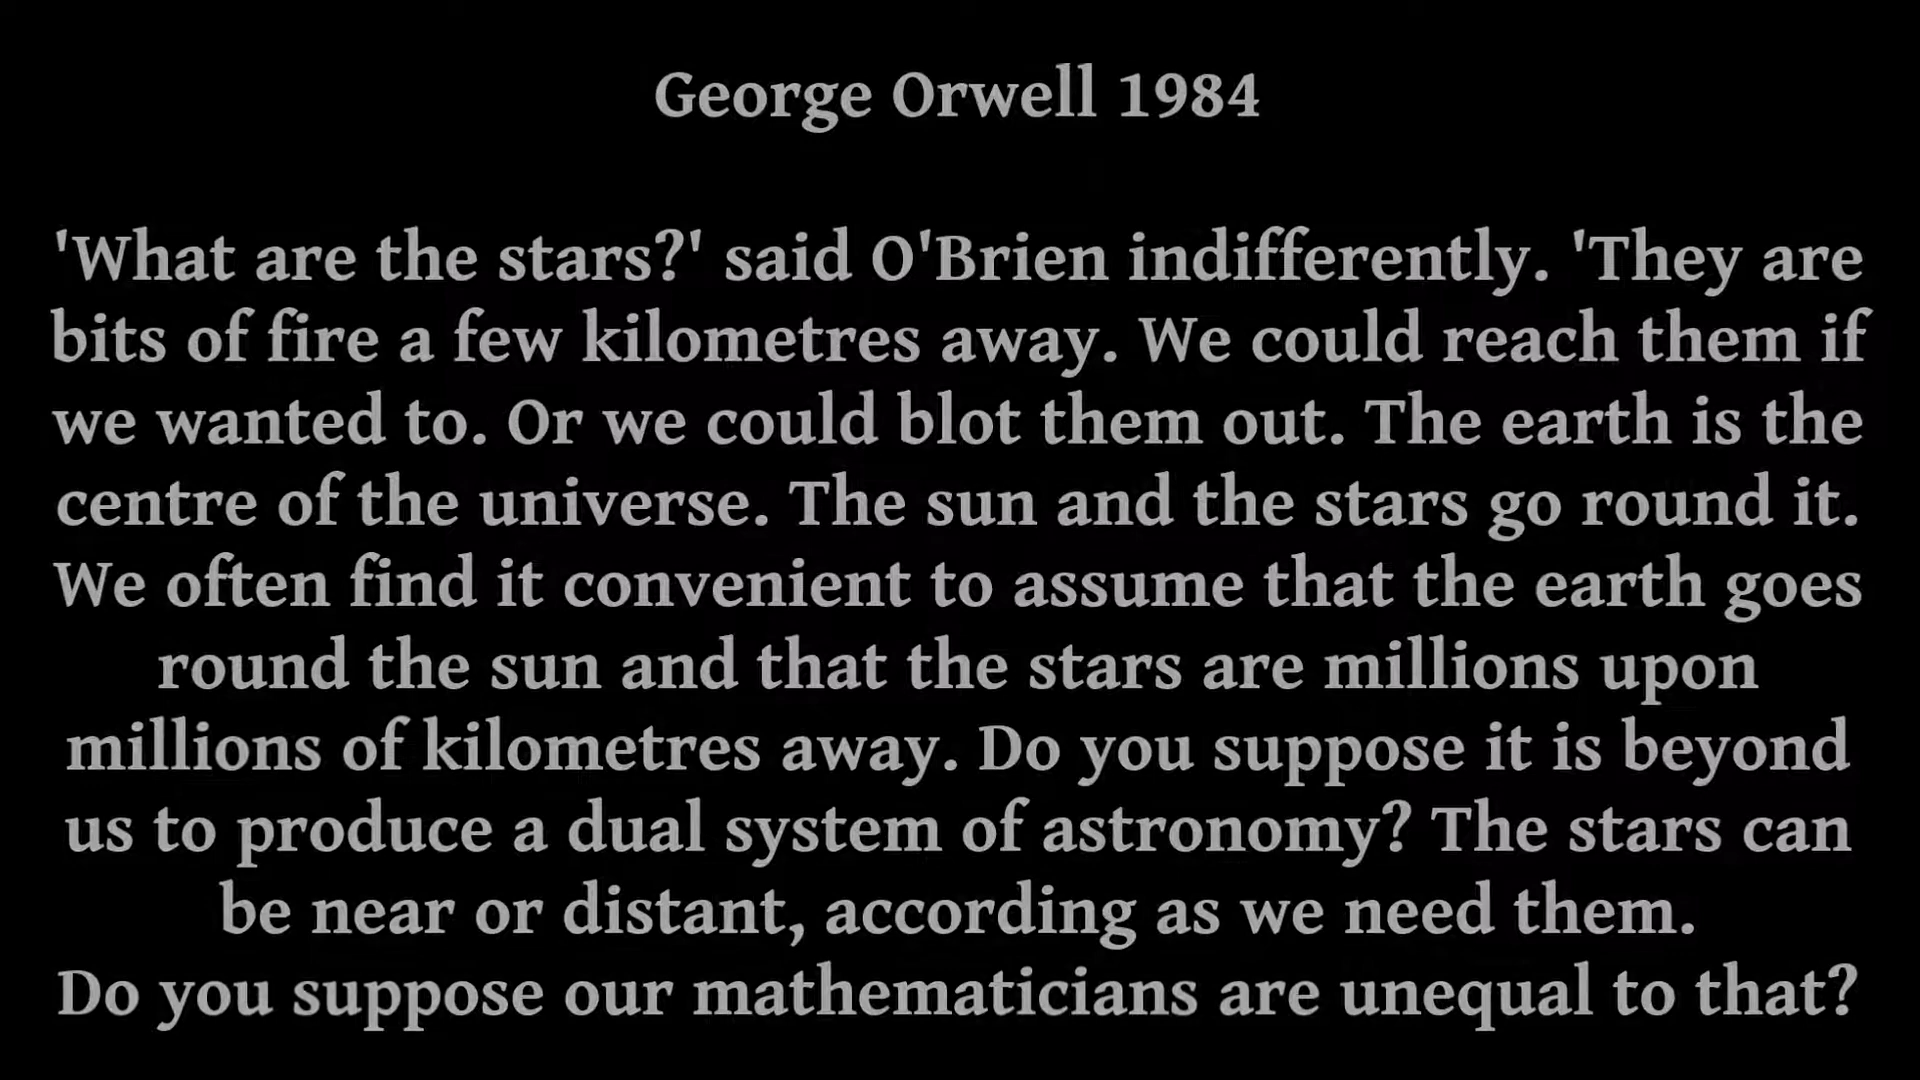 George Orwell 1984
'What are the stars?' said O'Brien indifferently. 'They are
bits of fire a few kilometres away. We could reach them if
we wanted to. Or we could blot them out. The earth is the
centre of the universe. The sun and the stars go round it.
We often find it convenient to assume that the earth goes
round the sun and that the stars are millions upon
millions of kilometres away. Do you suppose it is beyond
us to produce a dual system of astronomy? The stars can
be near or distant, according as we need them.
Do you suppose our mathematicians are unequal to that?